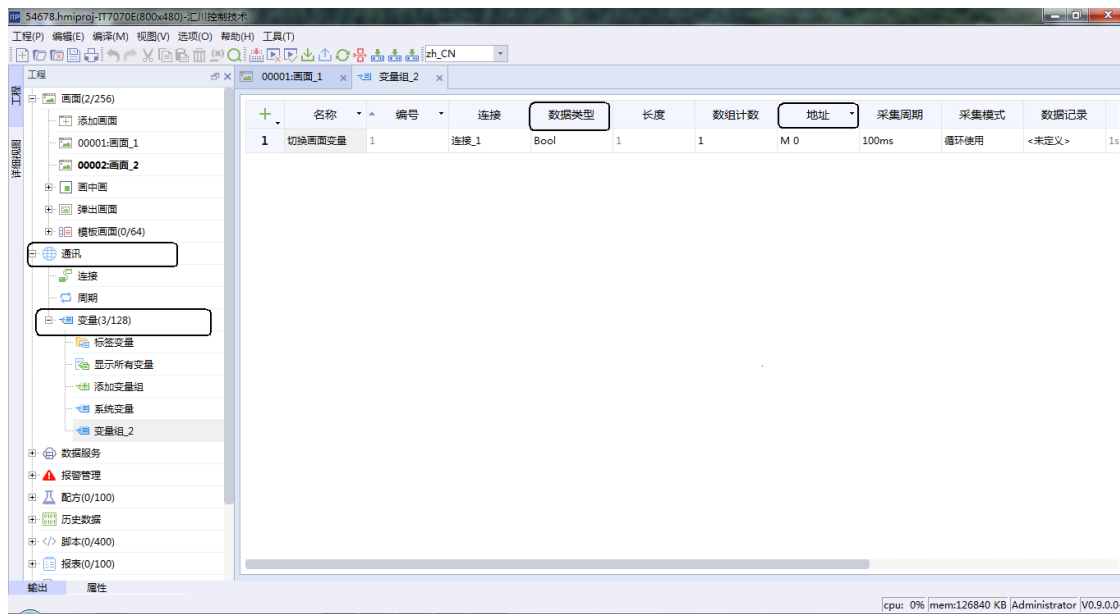 54678.hmiproj-IT7070E(800x480)-汇川控制技术
工程(P) 编辑(E) 编译(M) 视图(V) 选项(O) 帮助(H) 工具(T)
zh_CN
工程
00001:画面_1 变量组_2
工程
详细视图
画面(2/256)
添加画面
00001:画面_1
00002:画面_2
画中画
弹出画面
模板画面(0/64)
通讯
连接
周期
变量(3/128)
标签变量
显示所有变量
添加变量组
系统变量
变量组_2
数据服务
报警管理
配方(0/100)
历史数据
脚本(0/400)
报表(0/100)
名称 编号 连接 数据类型 长度 数组计数 地址 采集周期 采集模式 数据记录
1 切换画面变量 1 连接_1 Bool 1 1 M 0 100ms 循环使用 <未定义> 1s
输出 属性
cpu: 0% mem:126840 KB Administrator V0.9.0.0